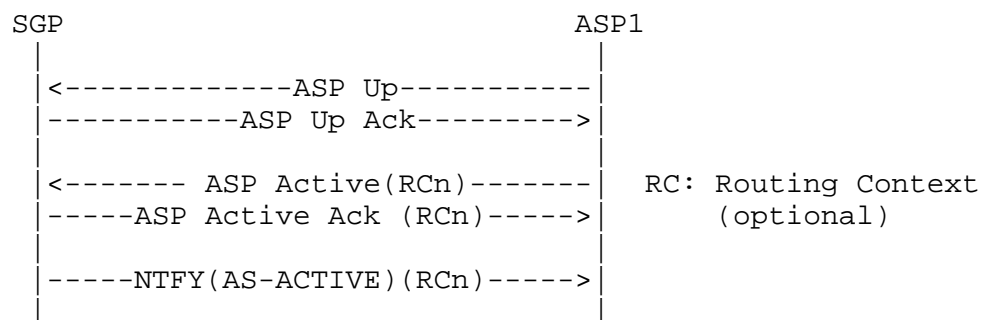 SGP                                    ASP1
 |                                       |
 |<-------------ASP Up-----------|
 |-----------ASP Up Ack--------->|
 |                                       |
 |<------- ASP Active(RCn)-------|  RC: Routing Context
 |-----ASP Active Ack (RCn)----->|      (optional)
 |                                       |
 |-----NTFY(AS-ACTIVE)(RCn)----->|
 |                                       |